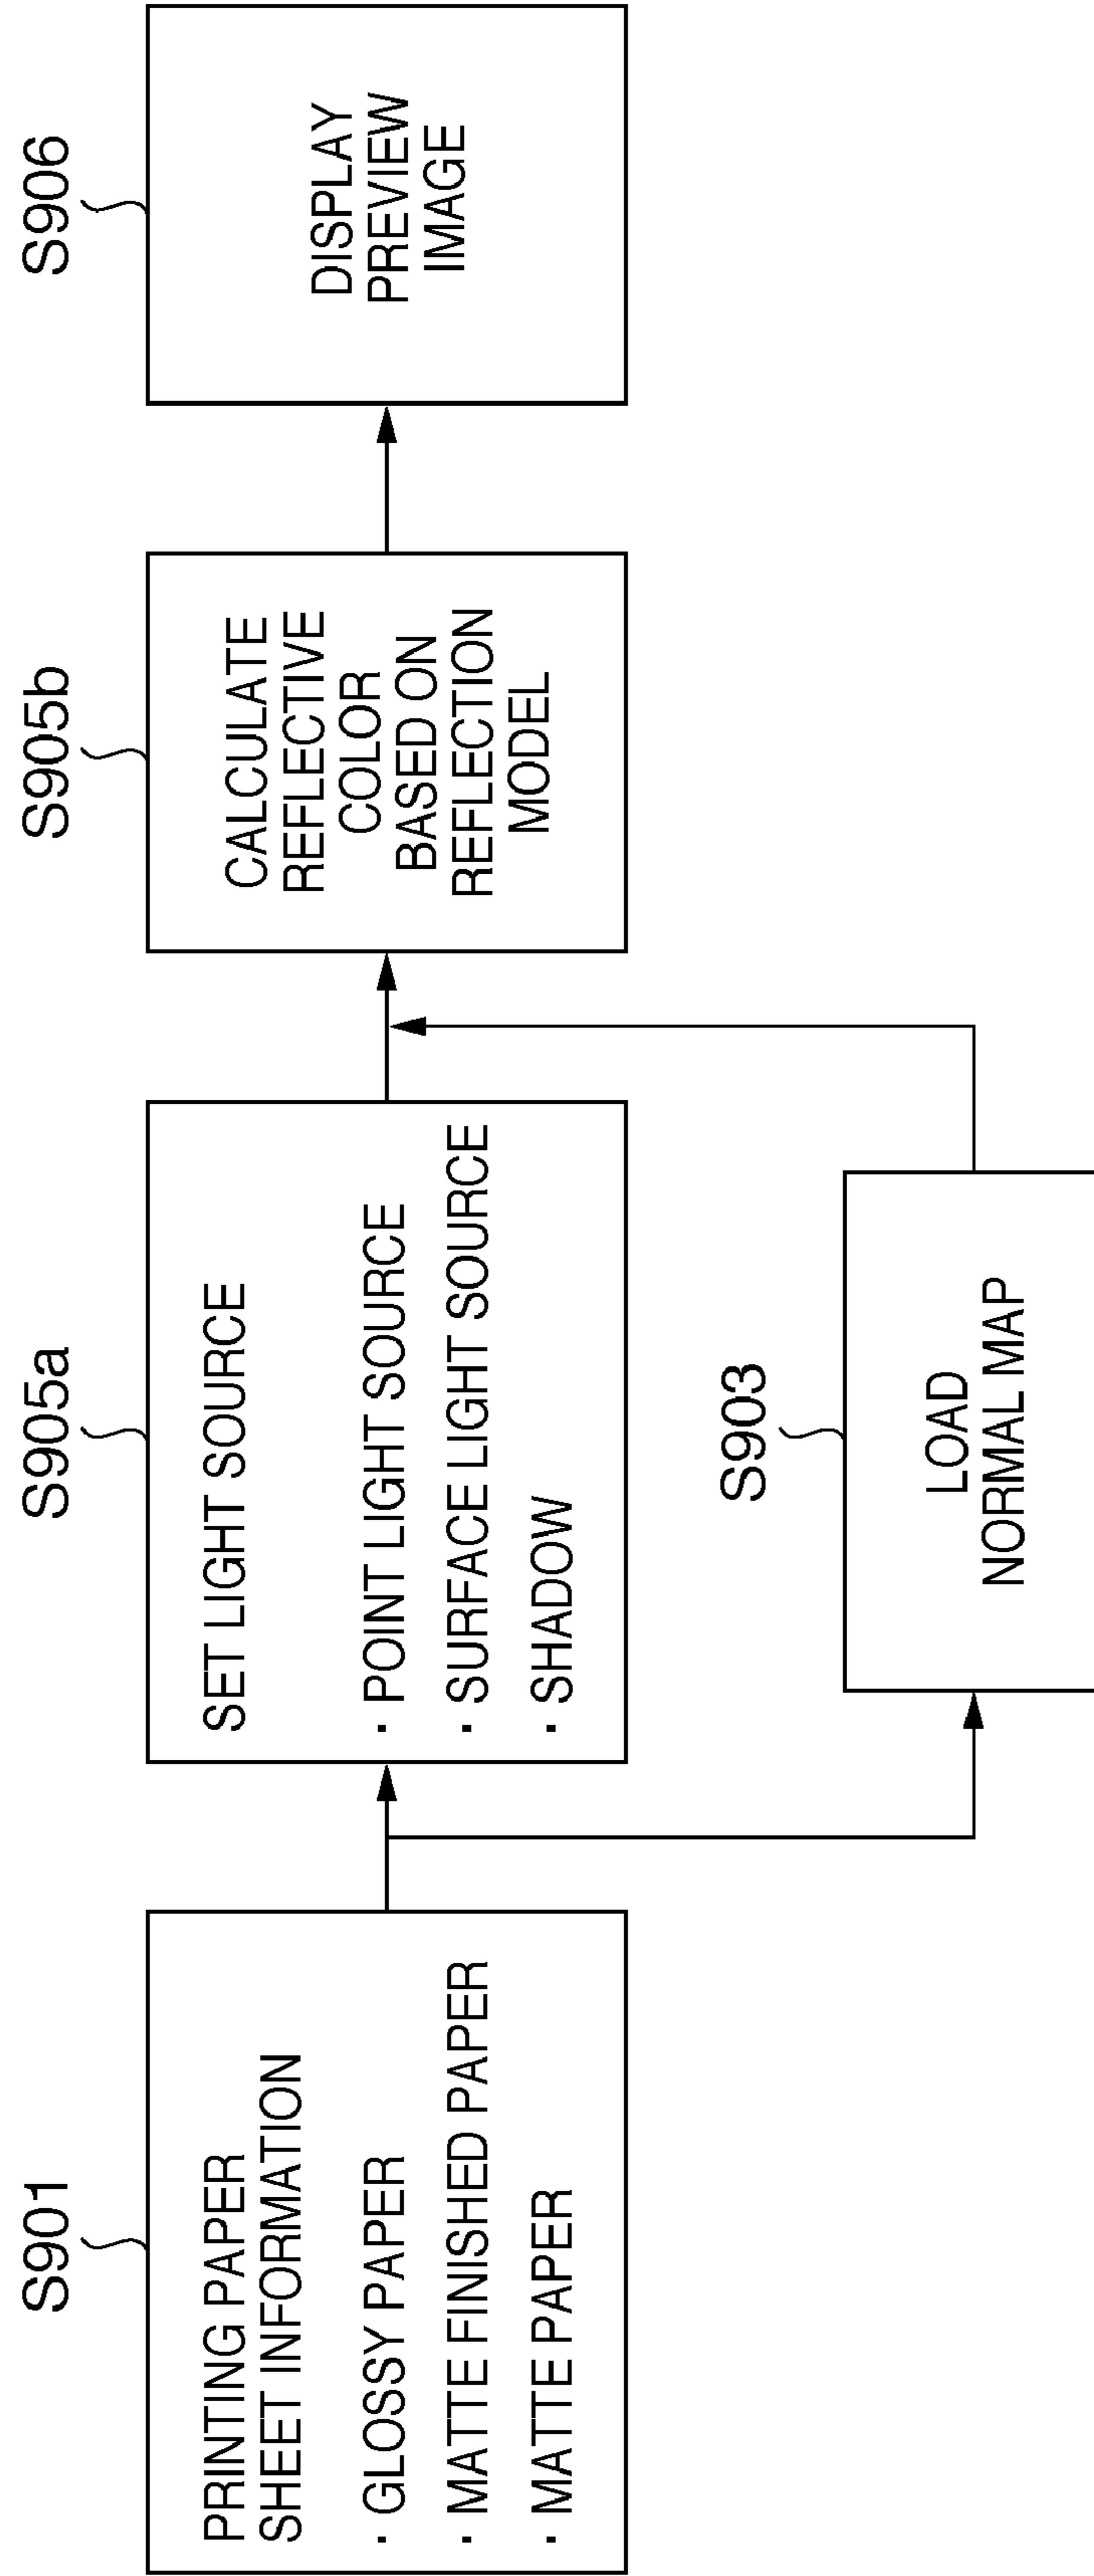 S901
PRINTING PAPER
SHEET INFORMATION
· GLOSSY PAPER
· MATTE FINISHED PAPER
· MATTE PAPER
S905a
SET LIGHT SOURCE
· POINT LIGHT SOURCE
· SURFACE LIGHT SOURCE
· SHADOW
S903
LOAD
NORMAL MAP
S905b
CALCULATE
REFLECTIVE
COLOR
BASED ON
REFLECTION
MODEL
S906
DISPLAY
PREVIEW
IMAGE